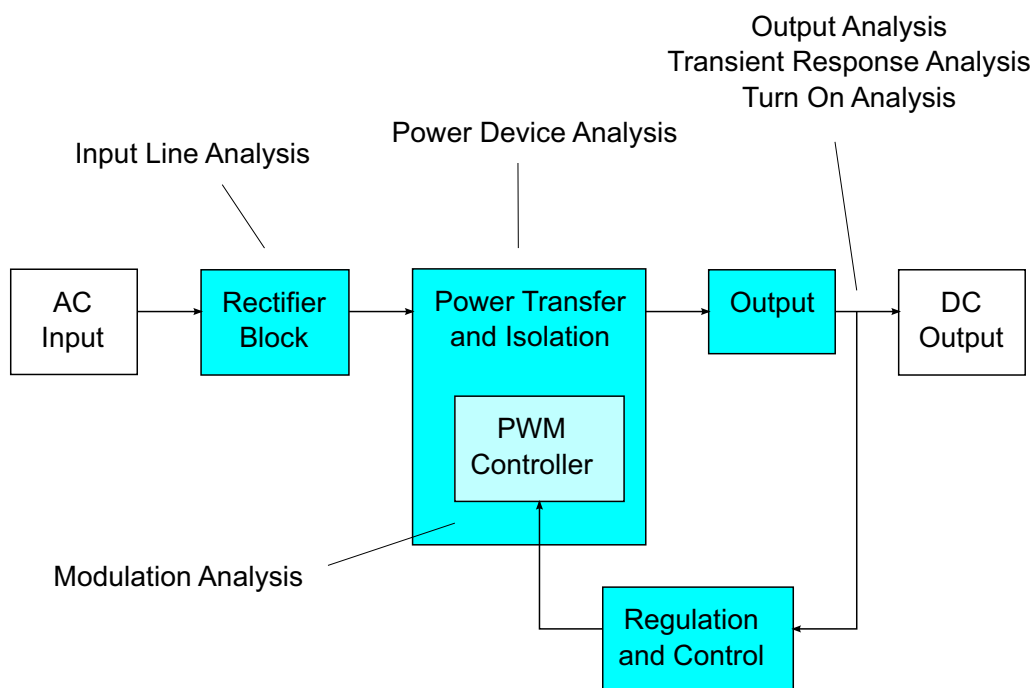 Output Analysis
Transient Response Analysis
Turn On Analysis
Power Device Analysis
Input Line Analysis
AC
Input
Rectifier
Block
Power Transfer
and Isolation
Output
DC
Output
PWM
Controller
Modulation Analysis
Regulation
and Control